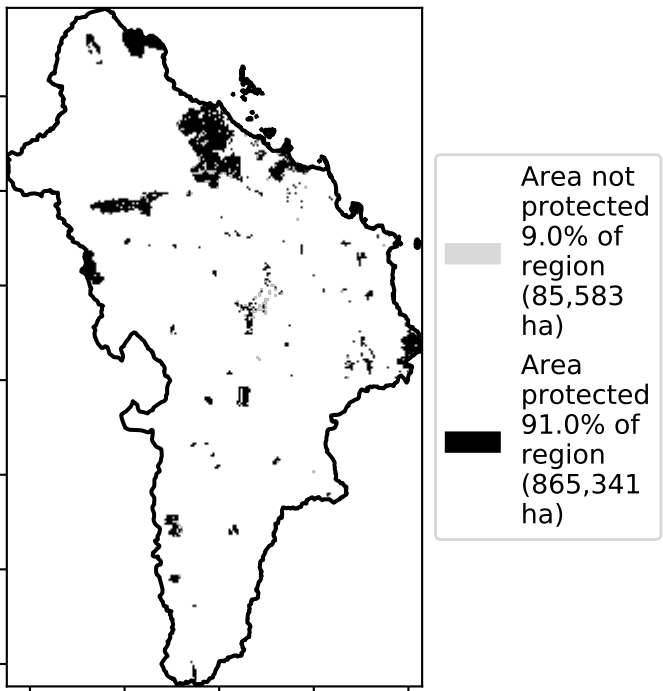 Area not
protected
9.0% of
region
(85,583
ha)
Area
protected
91.0% of
region
(865,341
ha)